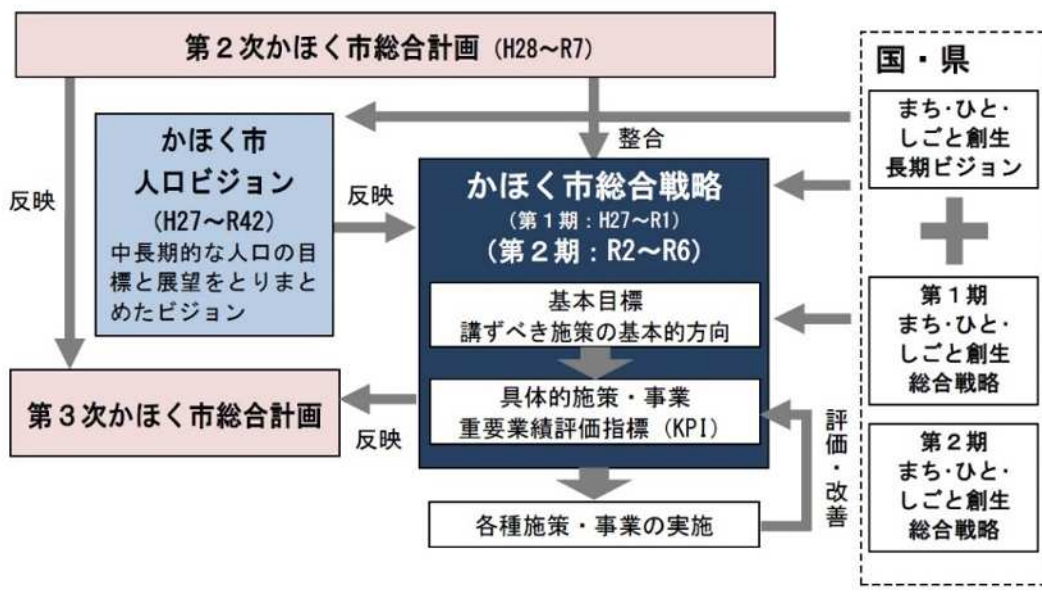 第２次かほく市総合計画（H28～R7）
国・県
まち・ひと・
しごと創生
長期ビジョン
かほく市
人口ビジョン
（H27～R42）
中長期的な人口の目
標と展望をとりまと
めたビジョン
整合
反映
反映
かほく市総合戦略
（第１期：H27～R1）
（第２期：R2～R6）
基本目標
講ずべき施策の基本的方向
具体的施策・事業
重要業績評価指標（KPI）
第１期
まち・ひと・
しごと創生
総合戦略
第３次かほく市総合計画
反映
評価・改善
第２期
まち・ひと・
しごと創生
総合戦略
各種施策・事業の実施